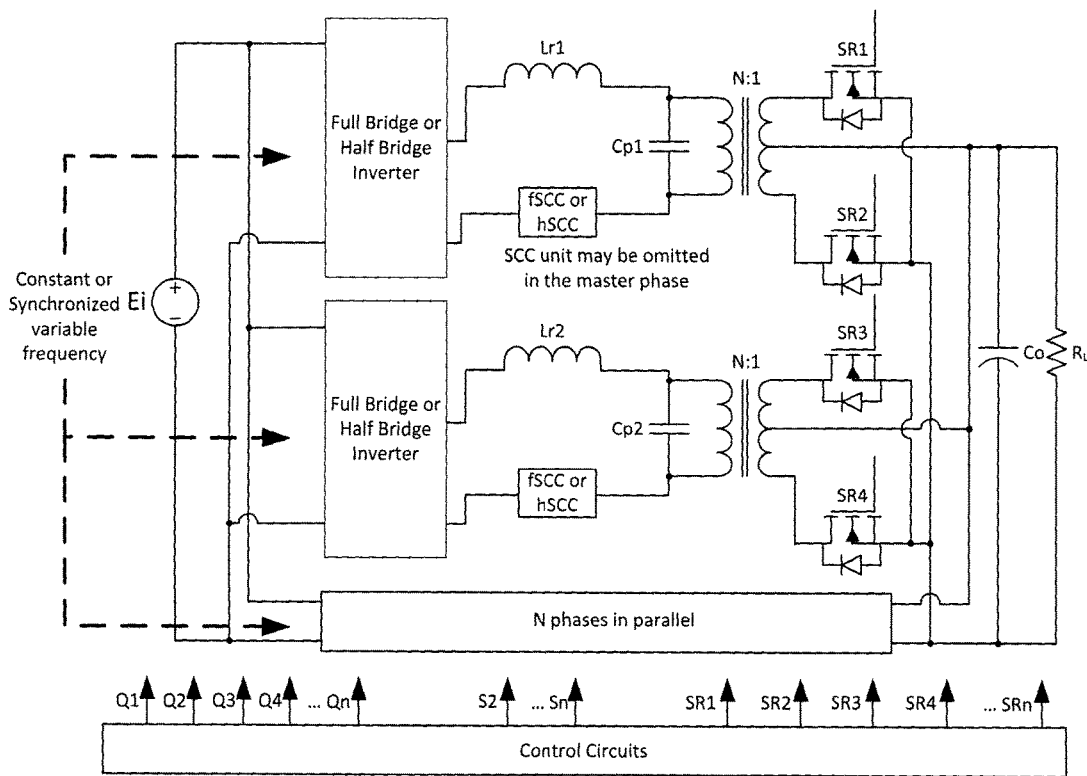 Full Bridge or
Half Bridge
Inverter
Lr1
Cp1
fSCC or
hSCC
SCC unit may be omitted
in the master phase
N:1
SR1
SR2
Constant or
Synchronized
variable
frequency
Ei
+
−
Full Bridge or
Half Bridge
Inverter
Lr2
Cp2
fSCC or
hSCC
N:1
SR3
SR4
Co
RL
N phases in parallel
Q1 Q2 Q3 Q4 ... Qn S2 ... Sn SR1 SR2 SR3 SR4 ... SRn
Control Circuits